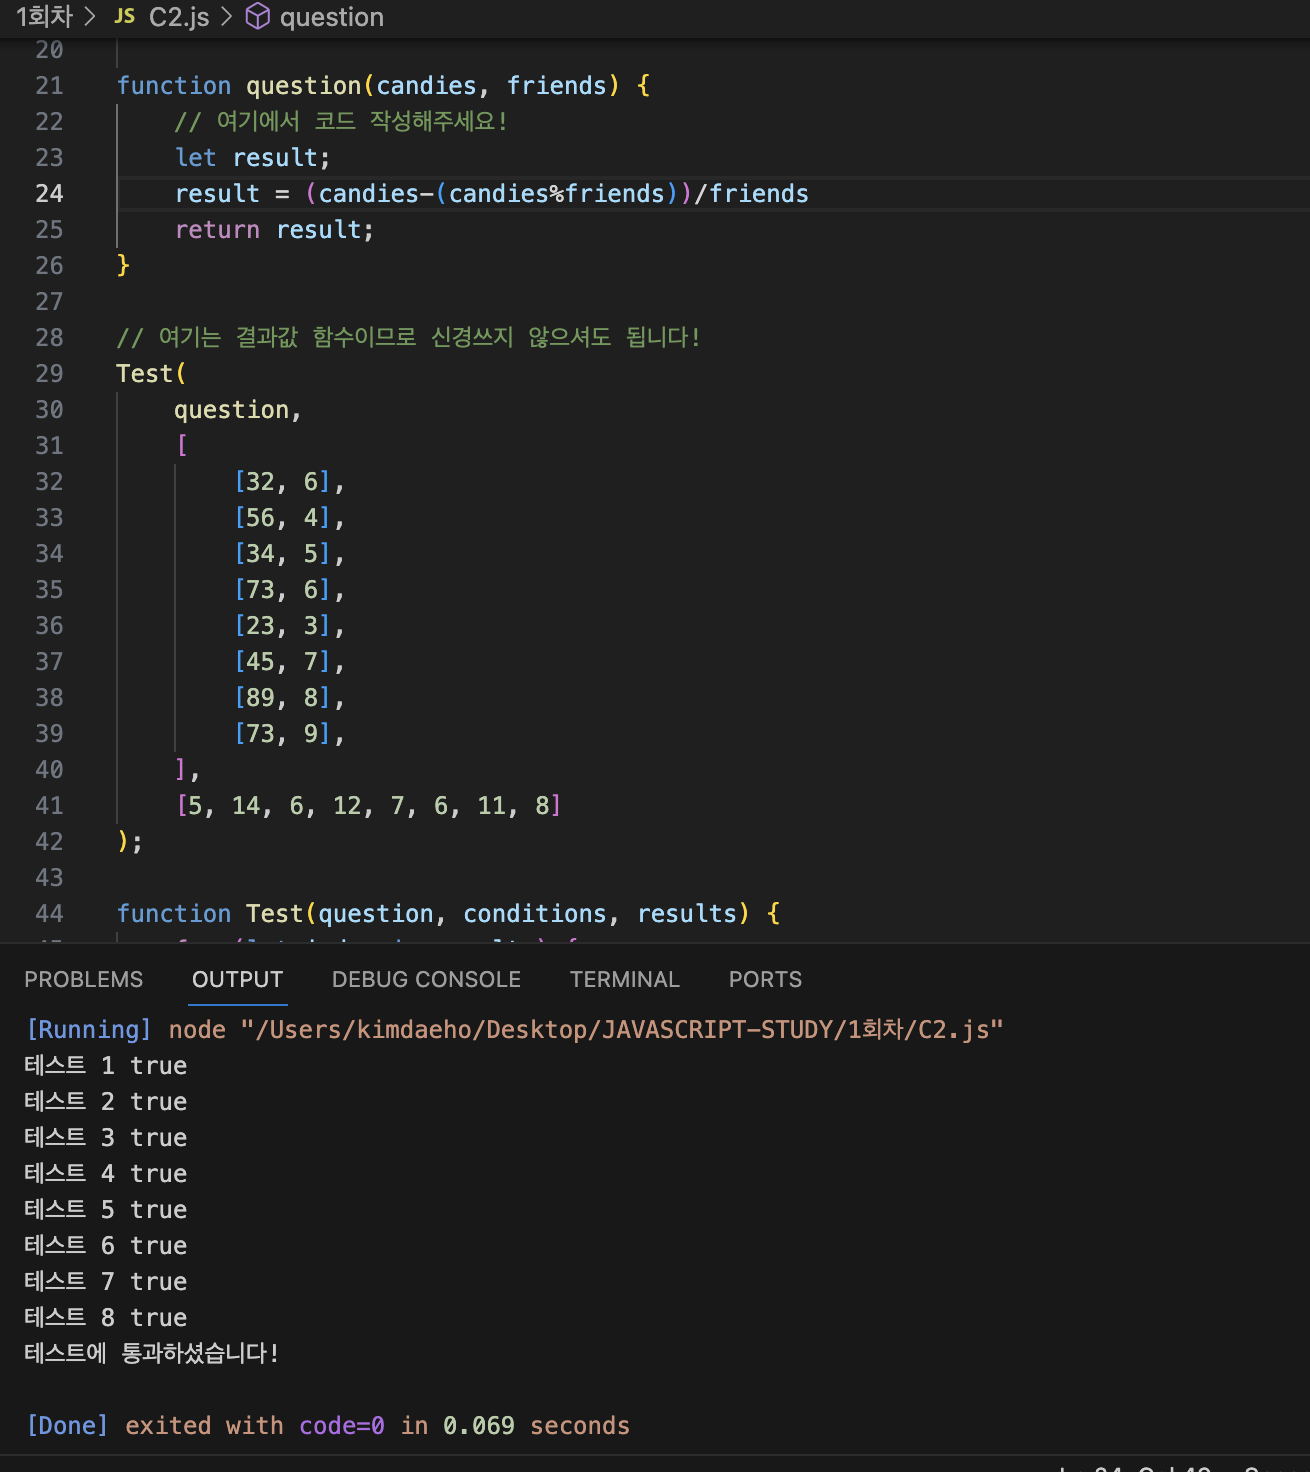 1회차 > JS C2.js > question
20
21 function question(candies, friends) {
22 // 여기에서 코드 작성해주세요!
23 let result;
24 result = (candies-(candies%friends))/friends
25 return result;
26 }
27
28 // 여기는 결과값 함수이므로 신경쓰지 않으셔도 됩니다!
29 Test(
30 question,
31 [
32 [32, 6],
33 [56, 4],
34 [34, 5],
35 [73, 6],
36 [23, 3],
37 [45, 7],
38 [89, 8],
39 [73, 9],
40 ],
41 [5, 14, 6, 12, 7, 6, 11, 8]
42 );
43
44 function Test(question, conditions, results) {
PROBLEMS OUTPUT DEBUG CONSOLE TERMINAL PORTS
[Running] node "/Users/kimdaeho/Desktop/JAVASCRIPT-STUDY/1회차/C2.js"
테스트 1 true
테스트 2 true
테스트 3 true
테스트 4 true
테스트 5 true
테스트 6 true
테스트 7 true
테스트 8 true
테스트에 통과하셨습니다!
[Done] exited with code=0 in 0.069 seconds